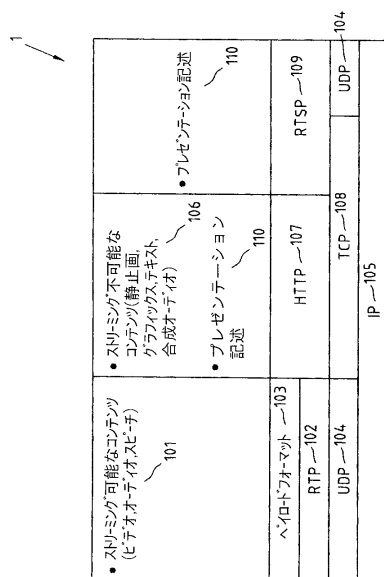 1
• ストリーミング可能なコンテンツ
(ビデオ,オーディオ,スピーチ)
101
ペイロードフォーマット 103
RTP 102
UDP 104
• ストリーミング不可能な
コンテンツ(静止画,
グラフィックス,テキスト,
合成オーディオ)
106
• プレゼンテーション
記述
110
HTTP 107
TCP 108
• プレゼンテーション記述
110
RTSP 109
UDP 104
IP 105